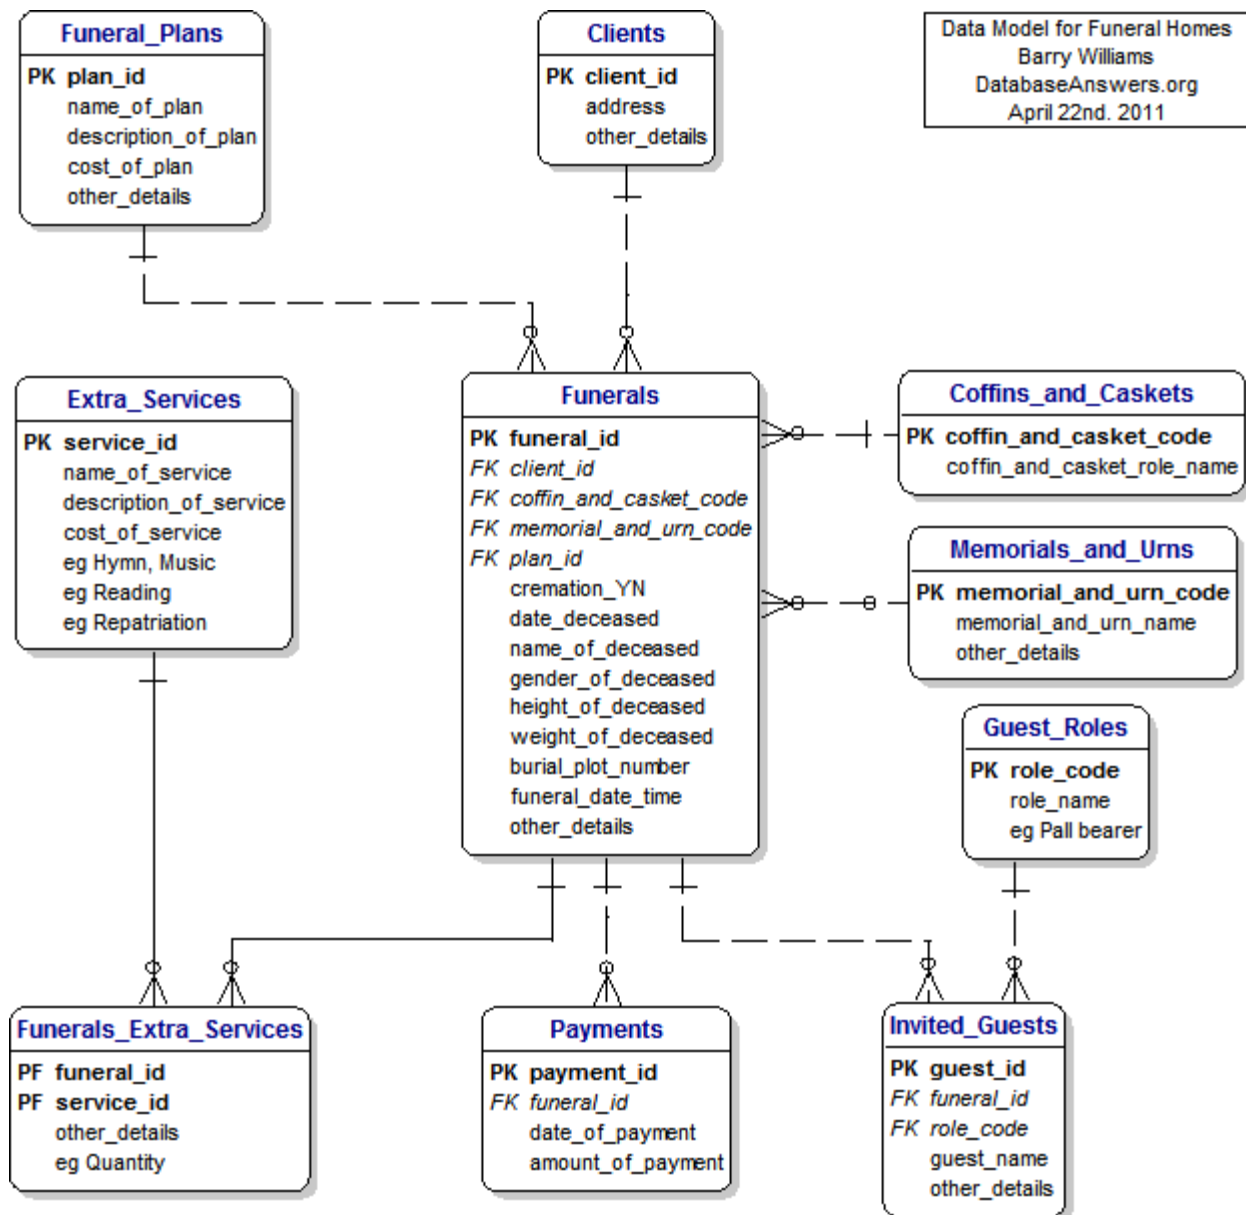 Funeral_Plans
PK plan_id
name_of_plan
description_of_plan
cost_of_plan
other_details
Clients
PK client_id
address
other_details
Data Model for Funeral Homes
Barry Williams
DatabaseAnswers.org
April 22nd. 2011
Extra_Services
PK service_id
name_of_service
description_of_service
cost_of_service
eg Hymn, Music
eg Reading
eg Repatriation
Funerals
PK funeral_id
FK client_id
FK coffin_and_casket_code
FK memorial_and_urn_code
FK plan_id
cremation_YN
date_deceased
name_of_deceased
gender_of_deceased
height_of_deceased
weight_of_deceased
burial_plot_number
funeral_date_time
other_details
Coffins_and_Caskets
PK coffin_and_casket_code
coffin_and_casket_role_name
Memorials_and_Urns
PK memorial_and_urn_code
memorial_and_urn_name
other_details
Guest_Roles
PK role_code
role_name
eg Pall bearer
Funerals_Extra_Services
PF funeral_id
PF service_id
other_details
eg Quantity
Payments
PK payment_id
FK funeral_id
date_of_payment
amount_of_payment
Invited_Guests
PK guest_id
FK funeral_id
FK role_code
guest_name
other_details